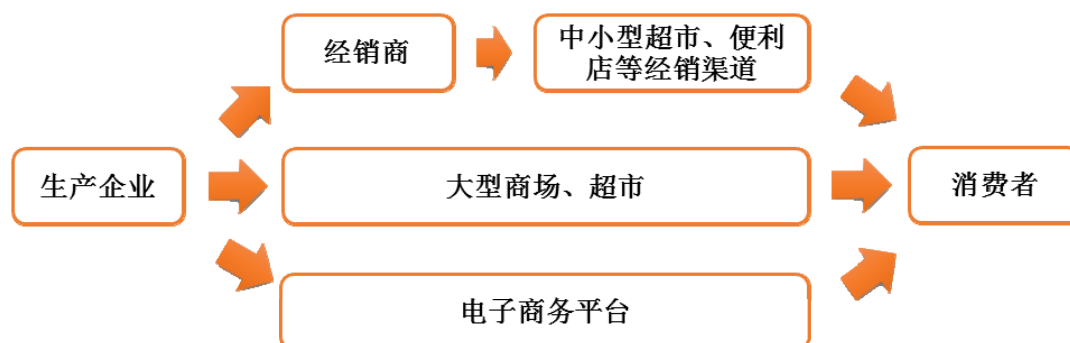 经销商
中小型超市、便利
店等经销渠道
生产企业
大型商场、超市
消费者
电子商务平台